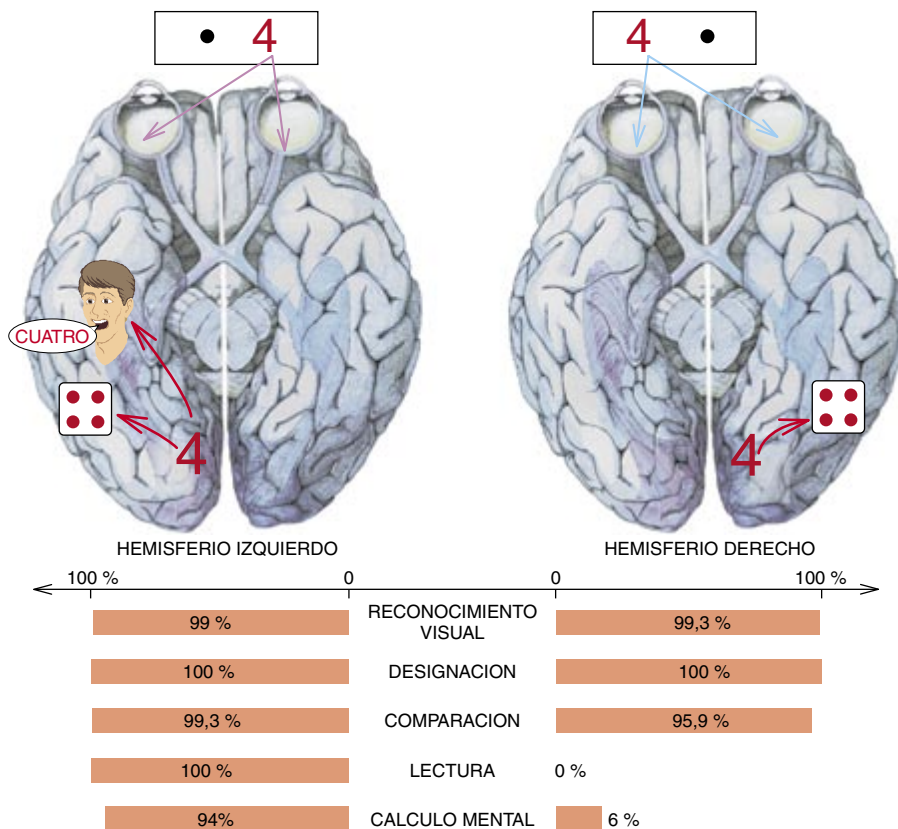 4
4
CUATRO
4
4
HEMISFERIO IZQUIERDO
HEMISFERIO DERECHO
100 %
0
0
100 %
99 %
RECONOCIMIENTO
VISUAL
99,3 %
100 %
DESIGNACION
100 %
99,3 %
COMPARACION
95,9 %
100 %
LECTURA
0 %
94%
CALCULO MENTAL
6 %